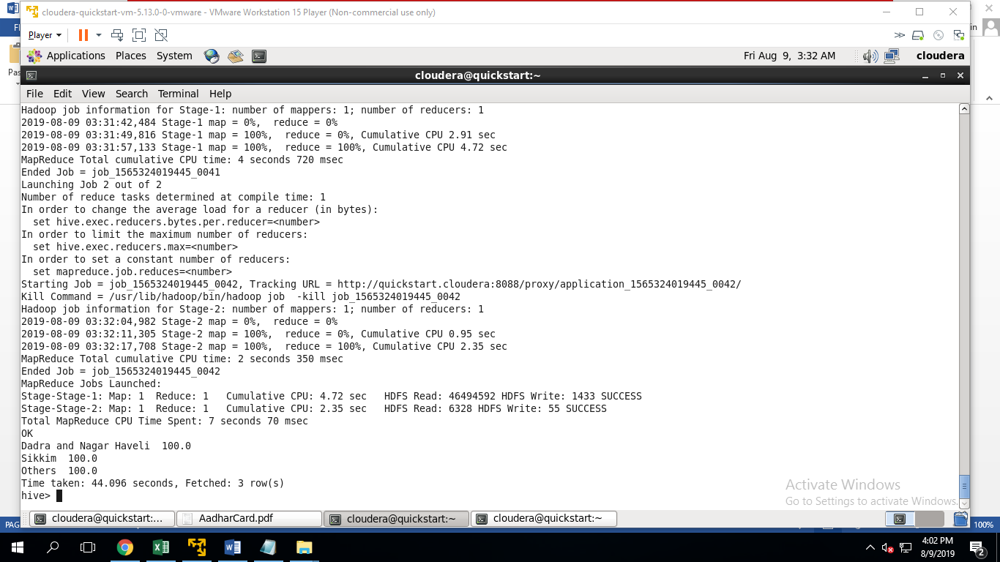 cloudera-quickstart-vm-5.13.0-0-vmware - VMware Workstation 15 Player (Non-commercial use only)
Player
Applications Places System
Fri Aug 9, 3:32 AM
cloudera
cloudera@quickstart:~
File Edit View Search Terminal Help
Hadoop job information for Stage-1: number of mappers: 1; number of reducers: 1
2019-08-09 03:31:42,484 Stage-1 map = 0%,  reduce = 0%
2019-08-09 03:31:49,816 Stage-1 map = 100%,  reduce = 0%, Cumulative CPU 2.91 sec
2019-08-09 03:31:57,133 Stage-1 map = 100%,  reduce = 100%, Cumulative CPU 4.72 sec
MapReduce Total cumulative CPU time: 4 seconds 720 msec
Ended Job = job_1565324019445_0041
Launching Job 2 out of 2
Number of reduce tasks determined at compile time: 1
In order to change the average load for a reducer (in bytes):
  set hive.exec.reducers.bytes.per.reducer=<number>
In order to limit the maximum number of reducers:
  set hive.exec.reducers.max=<number>
In order to set a constant number of reducers:
  set mapreduce.job.reduces=<number>
Starting Job = job_1565324019445_0042, Tracking URL = http://quickstart.cloudera:8088/proxy/application_1565324019445_0042/
Kill Command = /usr/lib/hadoop/bin/hadoop job  -kill job_1565324019445_0042
Hadoop job information for Stage-2: number of mappers: 1; number of reducers: 1
2019-08-09 03:32:04,982 Stage-2 map = 0%,  reduce = 0%
2019-08-09 03:32:11,305 Stage-2 map = 100%,  reduce = 0%, Cumulative CPU 0.95 sec
2019-08-09 03:32:17,708 Stage-2 map = 100%,  reduce = 100%, Cumulative CPU 2.35 sec
MapReduce Total cumulative CPU time: 2 seconds 350 msec
Ended Job = job_1565324019445_0042
MapReduce Jobs Launched:
Stage-Stage-1: Map: 1  Reduce: 1   Cumulative CPU: 4.72 sec   HDFS Read: 46494592 HDFS Write: 1433 SUCCESS
Stage-Stage-2: Map: 1  Reduce: 1   Cumulative CPU: 2.35 sec   HDFS Read: 6328 HDFS Write: 55 SUCCESS
Total MapReduce CPU Time Spent: 7 seconds 70 msec
OK
Dadra and Nagar Haveli  100.0
Sikkim  100.0
Others  100.0
Time taken: 44.096 seconds, Fetched: 3 row(s)
hive>
Activate Windows
Go to Settings to activate Windows.
cloudera@quickstart:...
AadharCard.pdf
cloudera@quickstart:~
cloudera@quickstart:~
PAG
100%
4:02 PM
8/9/2019
2